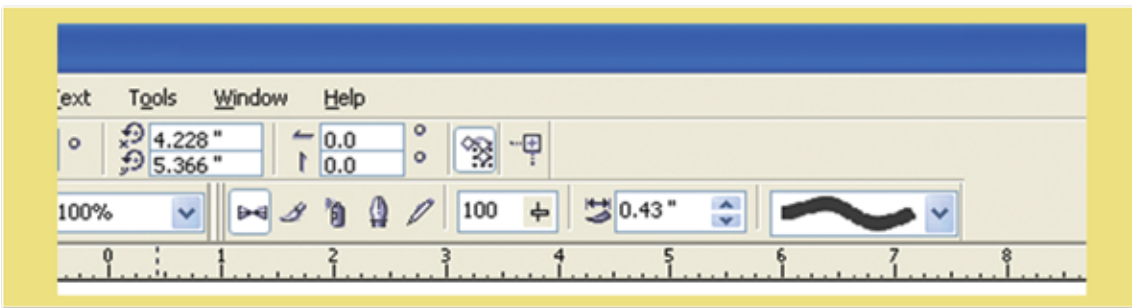 ext Tools Window Help
° x 4.228 " 0.0 °
y 5.366 " 0.0 °
100% 100 0.43 "
0 1 2 3 4 5 6 7 8